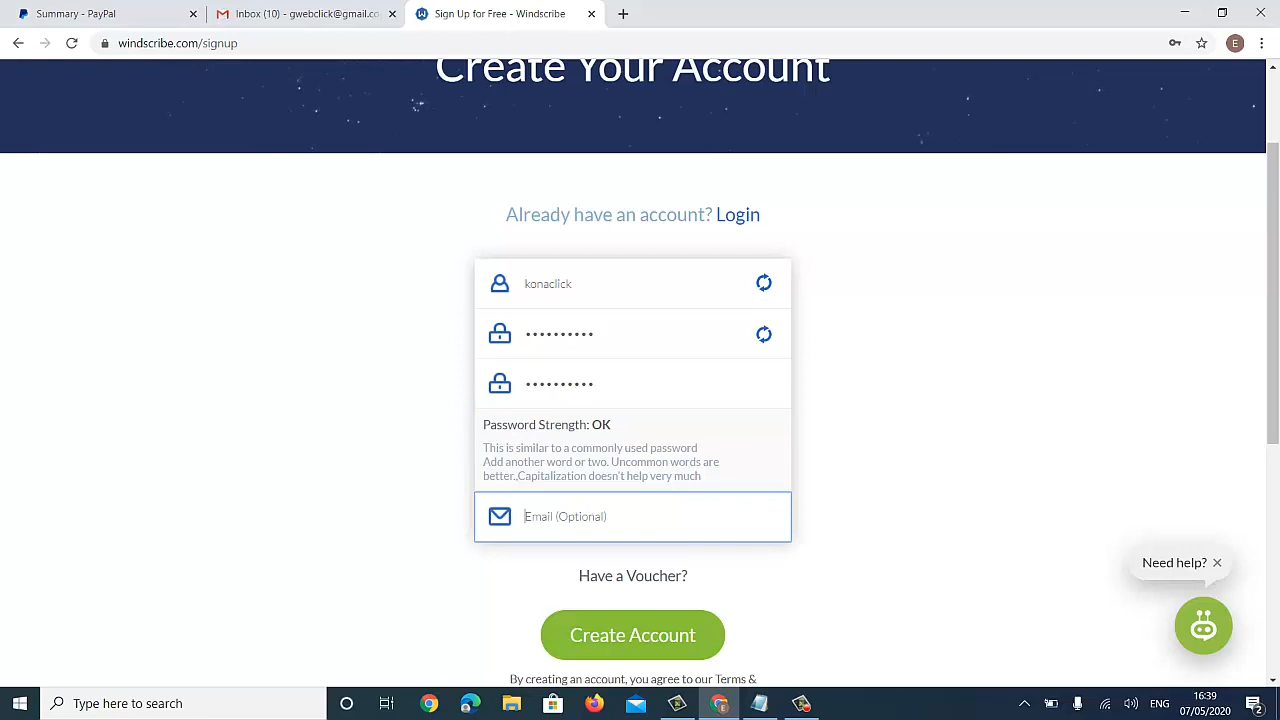 Summary - PayPal
Inbox (10) - gwebclick@gmail.co
Sign Up for Free - Windscribe
windscribe.com/signup
E
Create Your Account
Already have an account? Login
konaclick
••••••••••
••••••••••
Password Strength: OK
This is similar to a commonly used password
Add another word or two. Uncommon words are
better.,Capitalization doesn't help very much
Email (Optional)
Have a Voucher?
Need help?
Create Account
By creating an account, you agree to our Terms &
Type here to search
ENG
16:39
07/05/2020
2